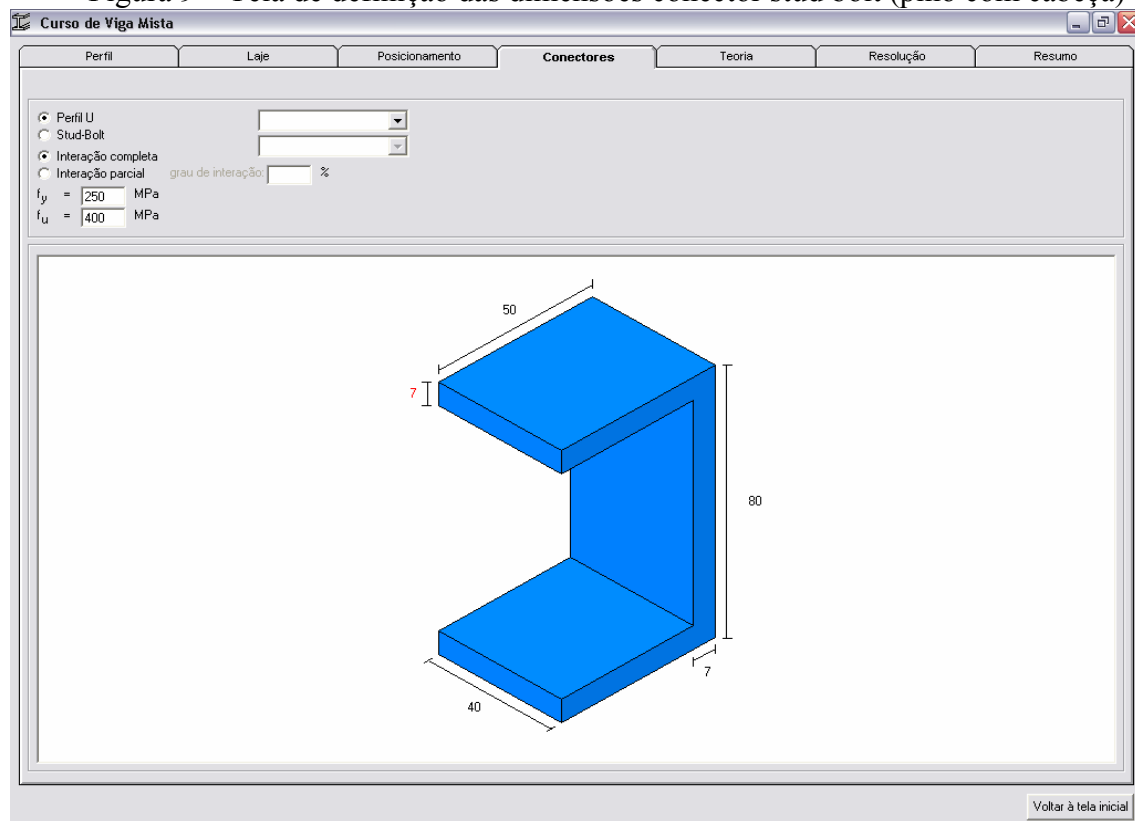 Figura 9 – Tela de definição das dimensões conector stud bolt (pino com cabeça)
Curso de Viga Mista
Perfil Laje Posicionamento Conectores Teoria Resolução Resumo
Perfil U
Stud-Bolt
Interação completa
Interação parcial grau de interação: %
fy = 250 MPa
fu = 400 MPa
50
7
80
7
40
Voltar à tela inicial